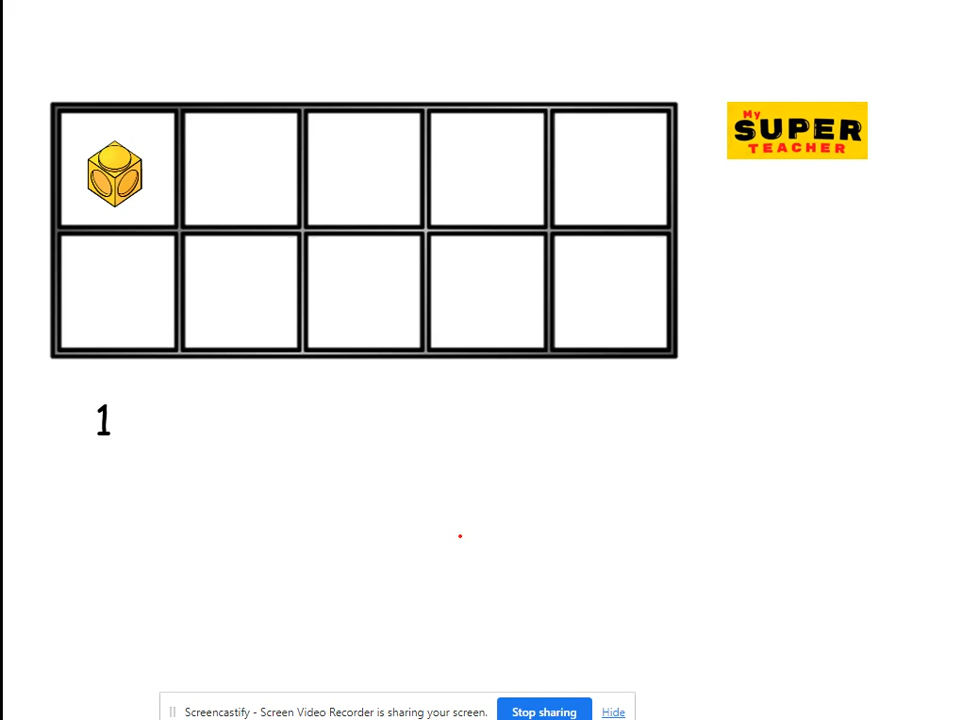 My
SUPER
TEACHER
1
Screencastify - Screen Video Recorder is sharing your screen. Stop sharing Hide